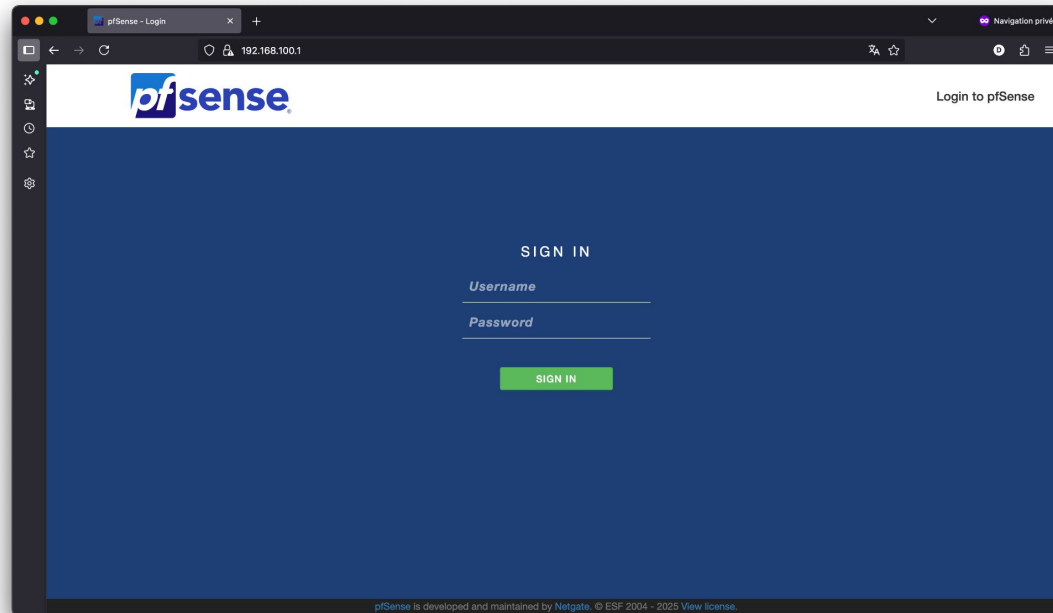 pfSense - Login
Navigation privé
192.168.100.1
pfsense
Login to pfSense
SIGN IN
Username
Password
SIGN IN
pfSense is developed and maintained by Netgate. © ESF 2004 - 2025 View license.